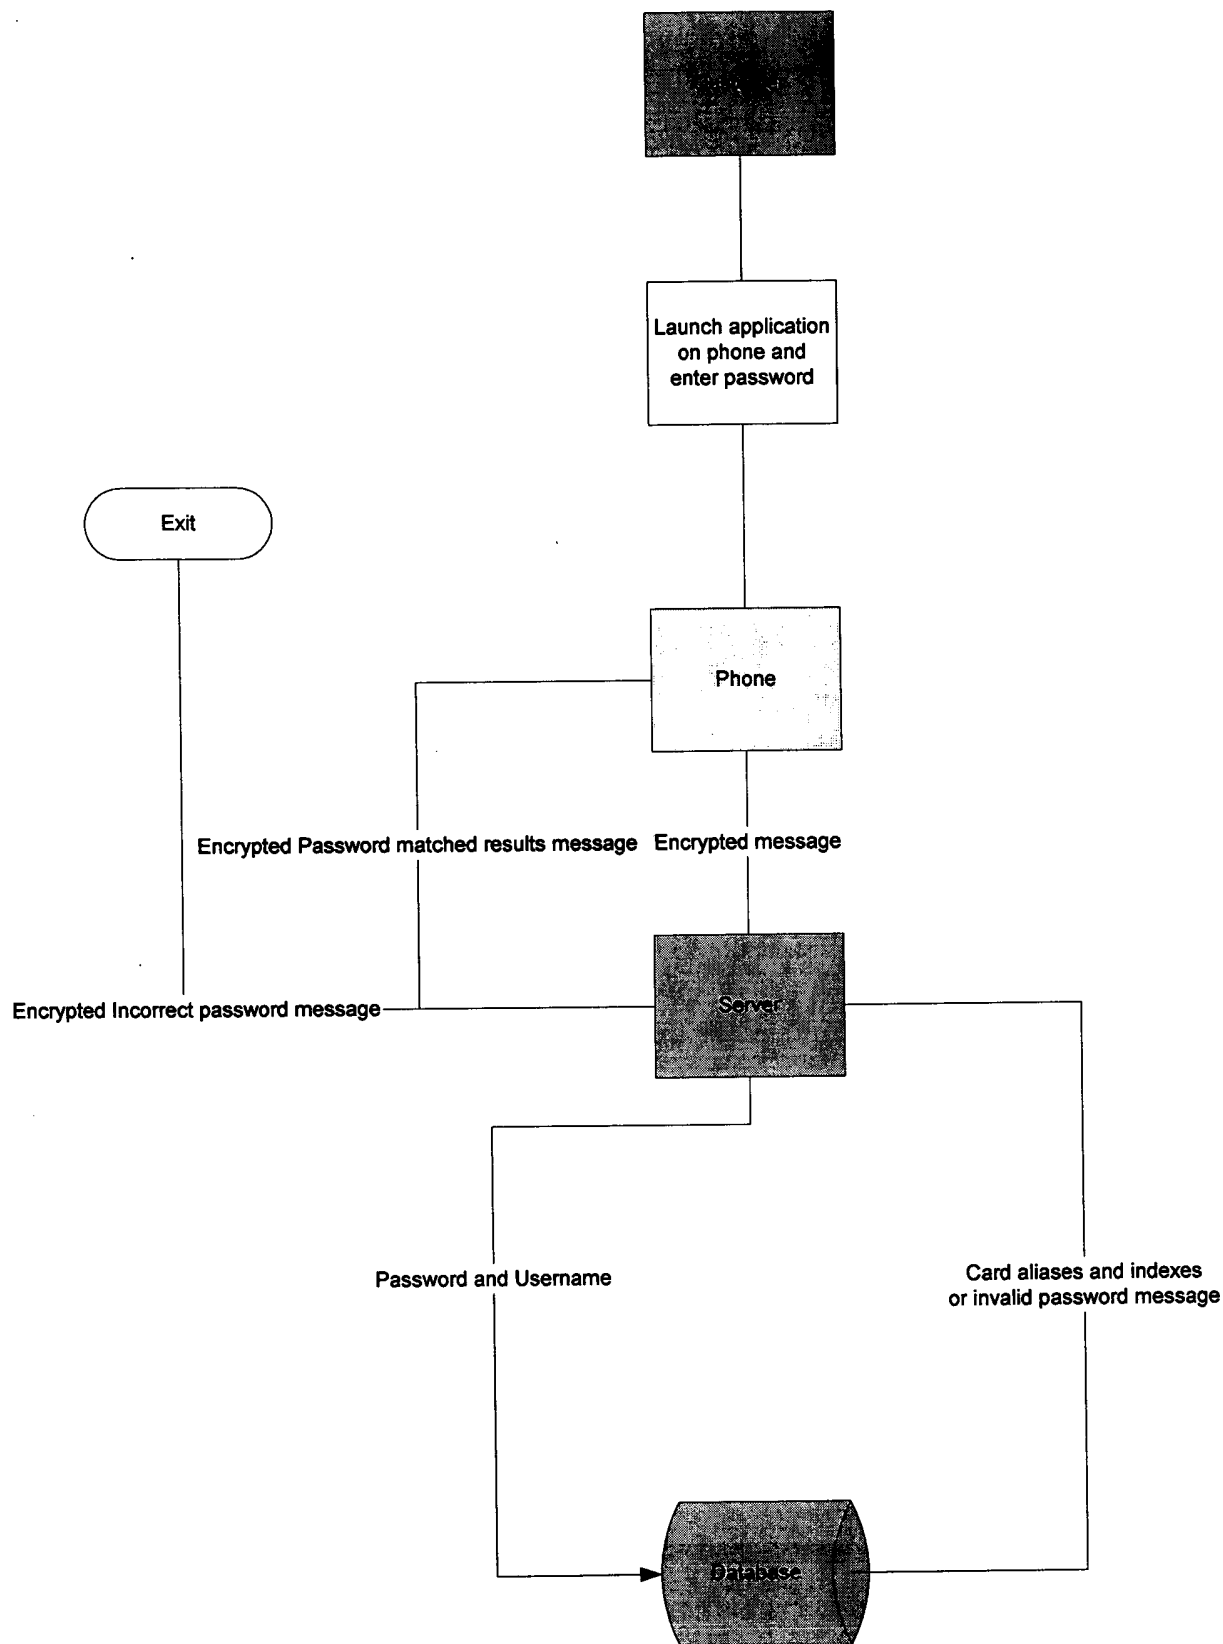 Launch application
on phone and
enter password
Exit
Phone
Encrypted Password matched results message
Encrypted message
Encrypted Incorrect password message
Server
Password and Username
Card aliases and indexes
or invalid password message
Database